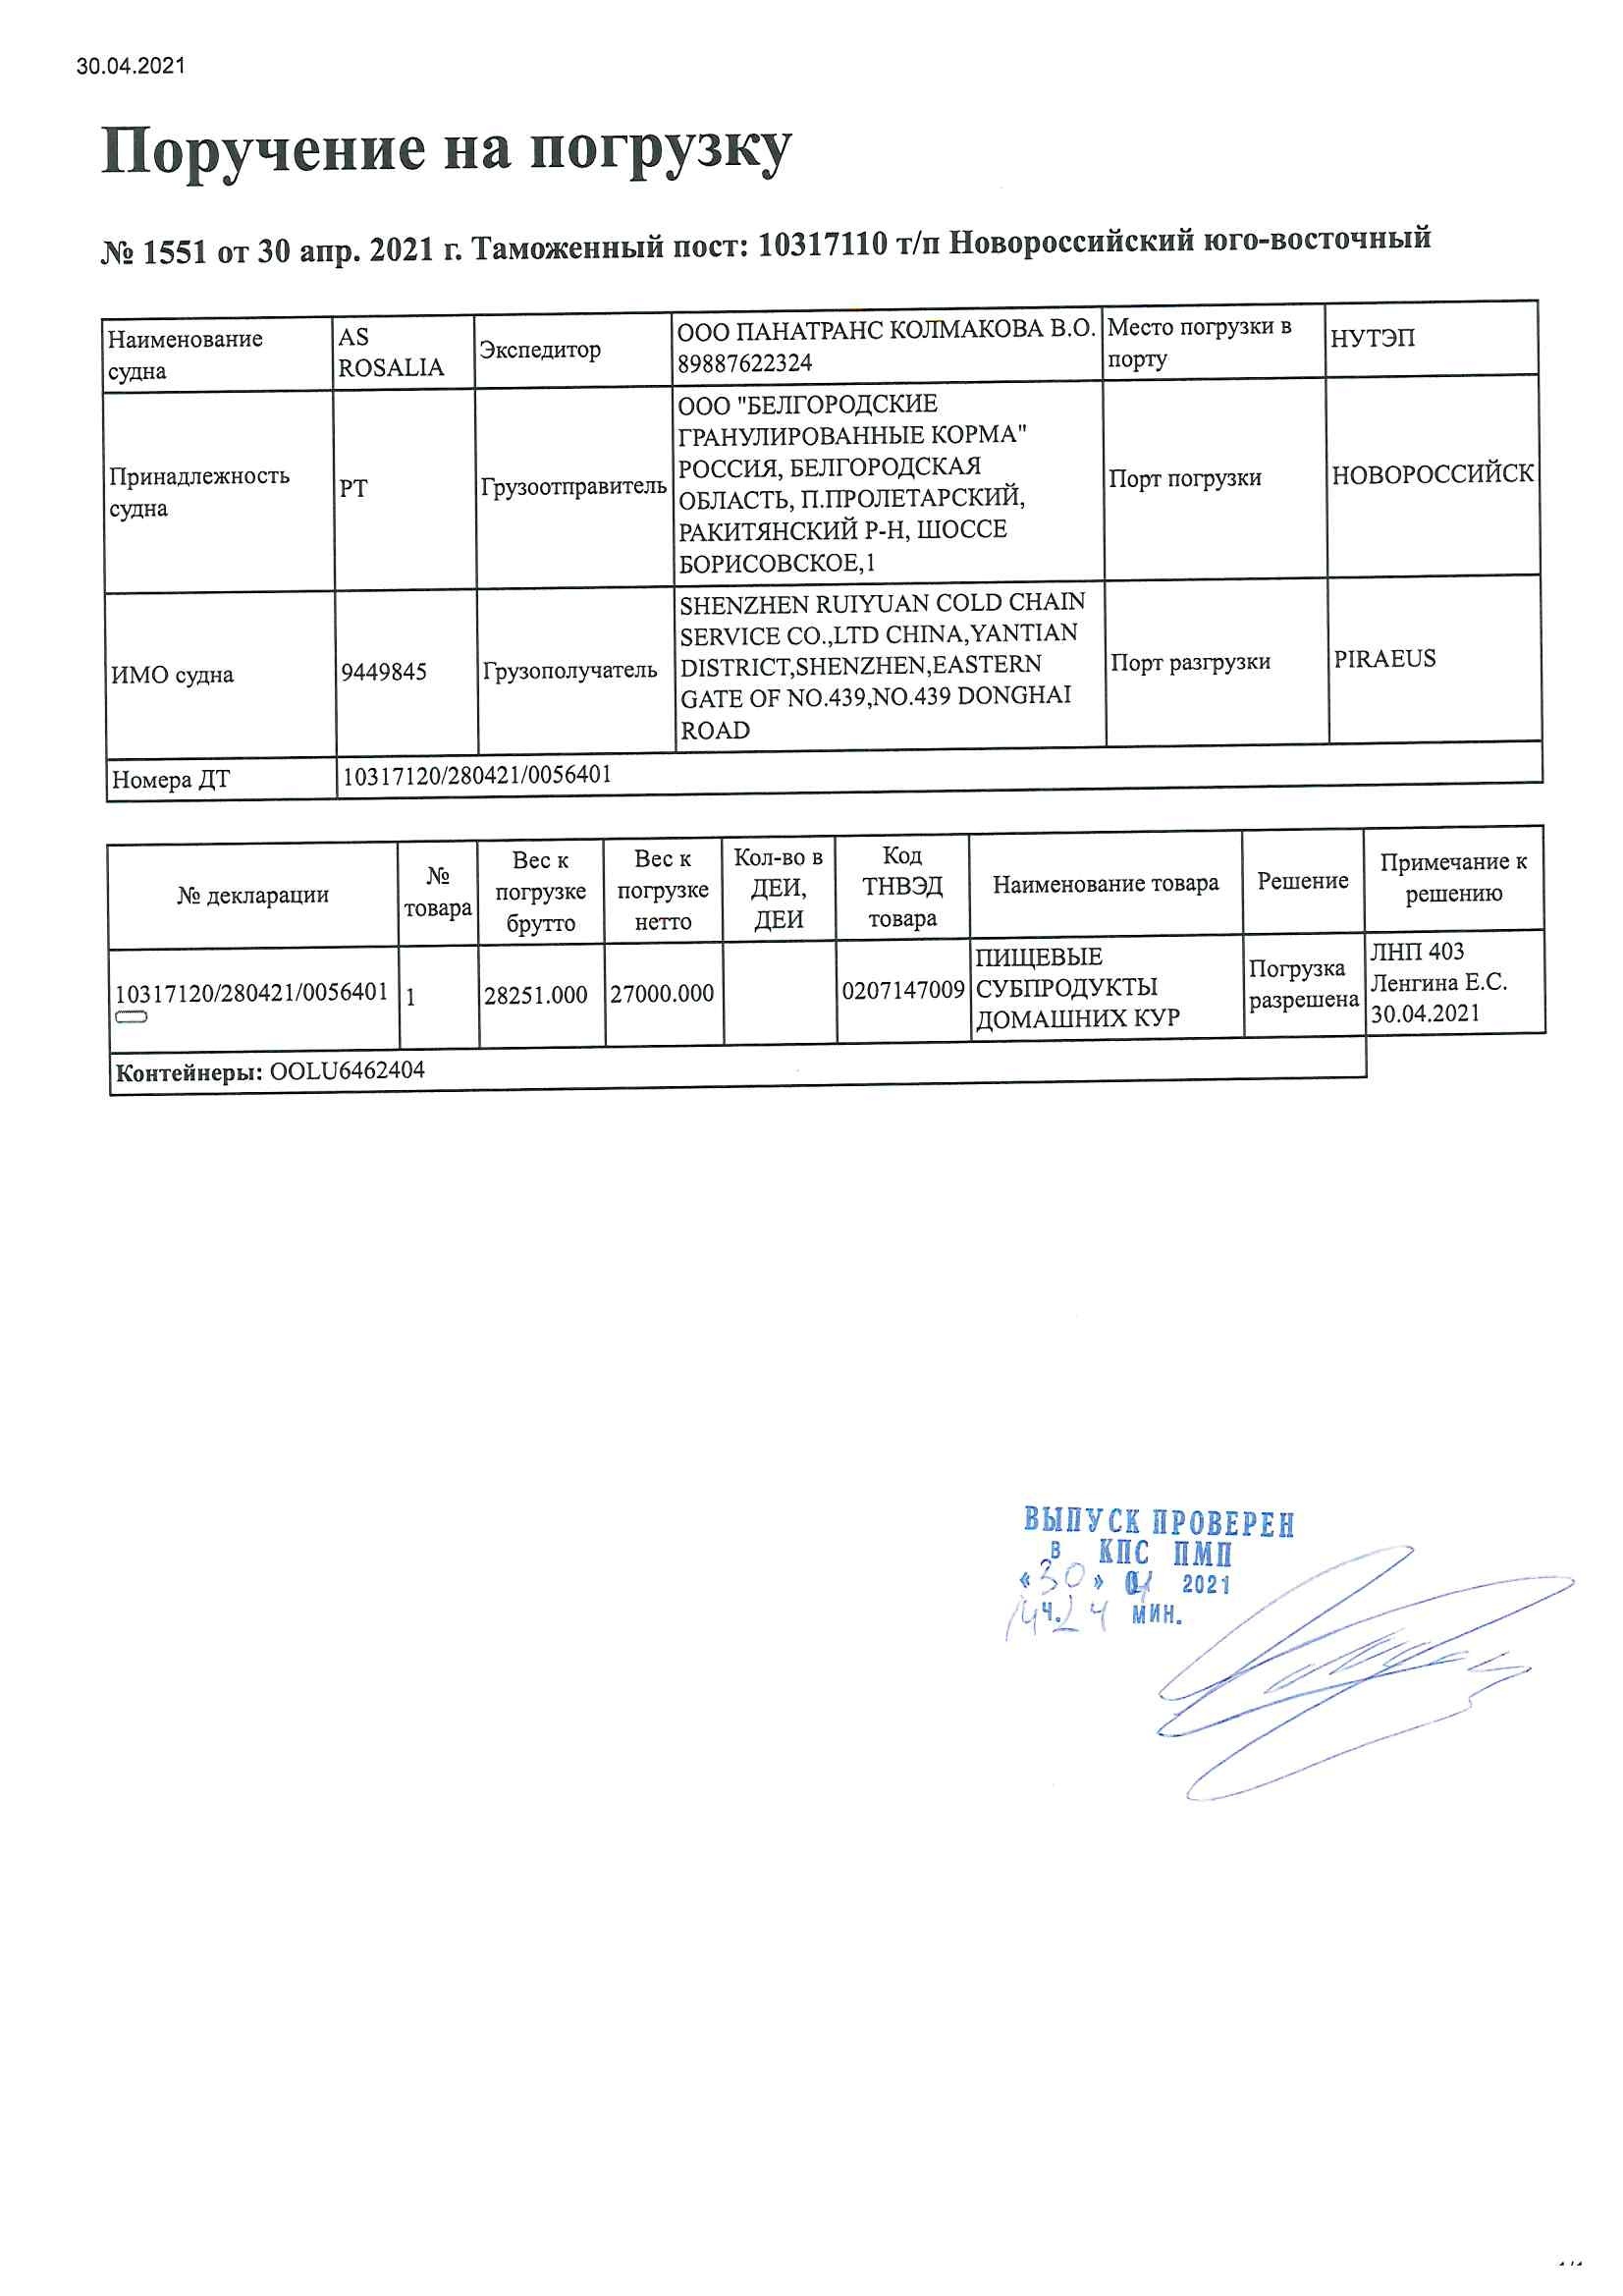 30.04.2021
Поручение на погрузку
№ 1551 от 30 апр. 2021 г. Таможенный пост: 10317110 т/п Новороссийский юго-восточный
Наименование
судна
AS
ROSALIA
Экспедитор
ООО ПАНАТРАНС КОЛМАКОВА В.О.
89887622324
Место погрузки в
порту
НУТЭП
Принадлежность
судна
PT
Грузоотправитель
ООО "БЕЛГОРОДСКИЕ
ГРАНУЛИРОВАННЫЕ КОРМА"
РОССИЯ, БЕЛГОРОДСКАЯ
ОБЛАСТЬ, П.ПРОЛЕТАРСКИЙ,
РАКИТЯНСКИЙ Р-Н, ШОССЕ
БОРИСОВСКОЕ,1
Порт погрузки
НОВОРОССИЙСК
ИМО судна
9449845
Грузополучатель
SHENZHEN RUIYUAN COLD CHAIN
SERVICE CO.,LTD CHINA,YANTIAN
DISTRICT,SHENZHEN,EASTERN
GATE OF NO.439,NO.439 DONGHAI
ROAD
Порт разгрузки
PIRAEUS
Номера ДТ
10317120/280421/0056401
№ декларации
№
товара
Вес к
погрузке
брутто
Вес к
погрузке
нетто
Кол-во в
ДЕИ,
ДЕИ
Код
ТНВЭД
товара
Наименование товара
Решение
Примечание к
решению
10317120/280421/0056401
1
28251.000
27000.000
0207147009
ПИЩЕВЫЕ
СУБПРОДУКТЫ
ДОМАШНИХ КУР
Погрузка
разрешена
ЛНП 403
Ленгина Е.С.
30.04.2021
Контейнеры: OOLU6462404
ВЫПУСК ПРОВЕРЕН
в КПС ПМП
«30» 04 2021
14 ч. 24 мин.